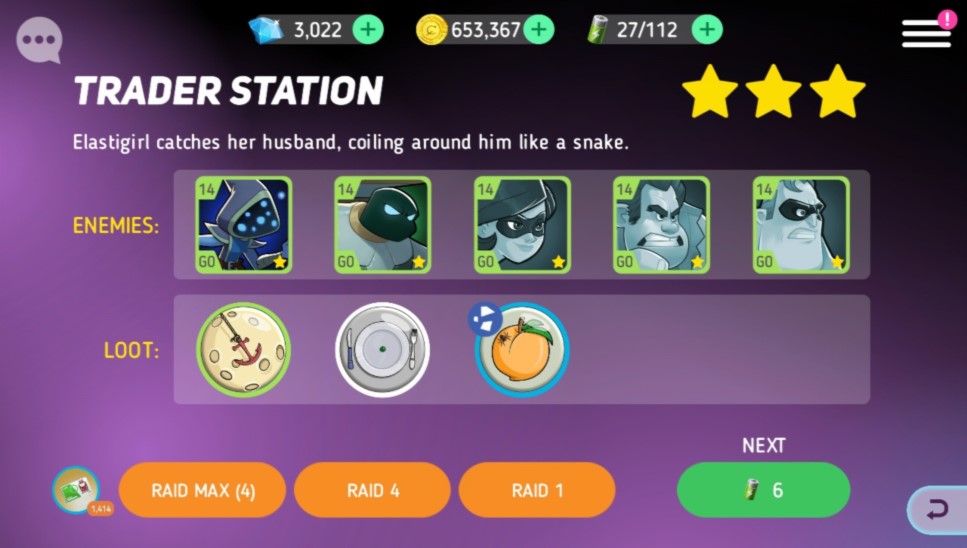 3,022
653,367
27/112
!
TRADER STATION
Elastigirl catches her husband, coiling around him like a snake.
ENEMIES:
14
GO
14
GO
14
GO
14
GO
14
GO
LOOT:
NEXT
1,414
RAID MAX (4)
RAID 4
RAID 1
6